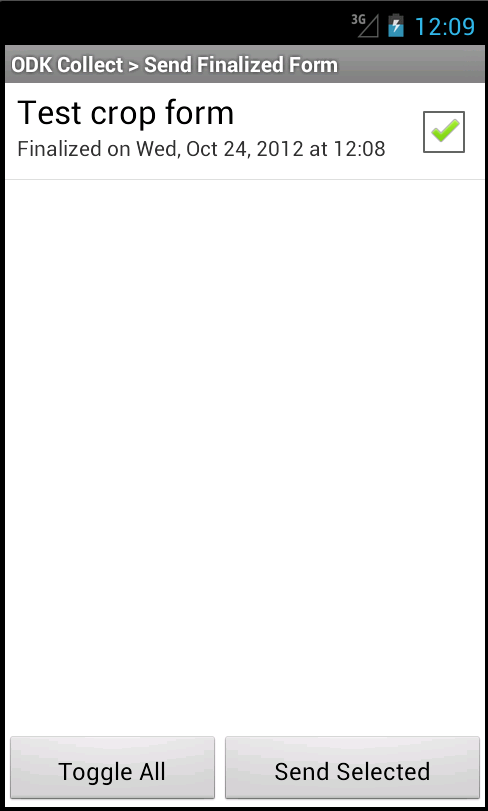 3G 12:09
ODK Collect > Send Finalized Form
Test crop form
Finalized on Wed, Oct 24, 2012 at 12:08
Toggle All Send Selected